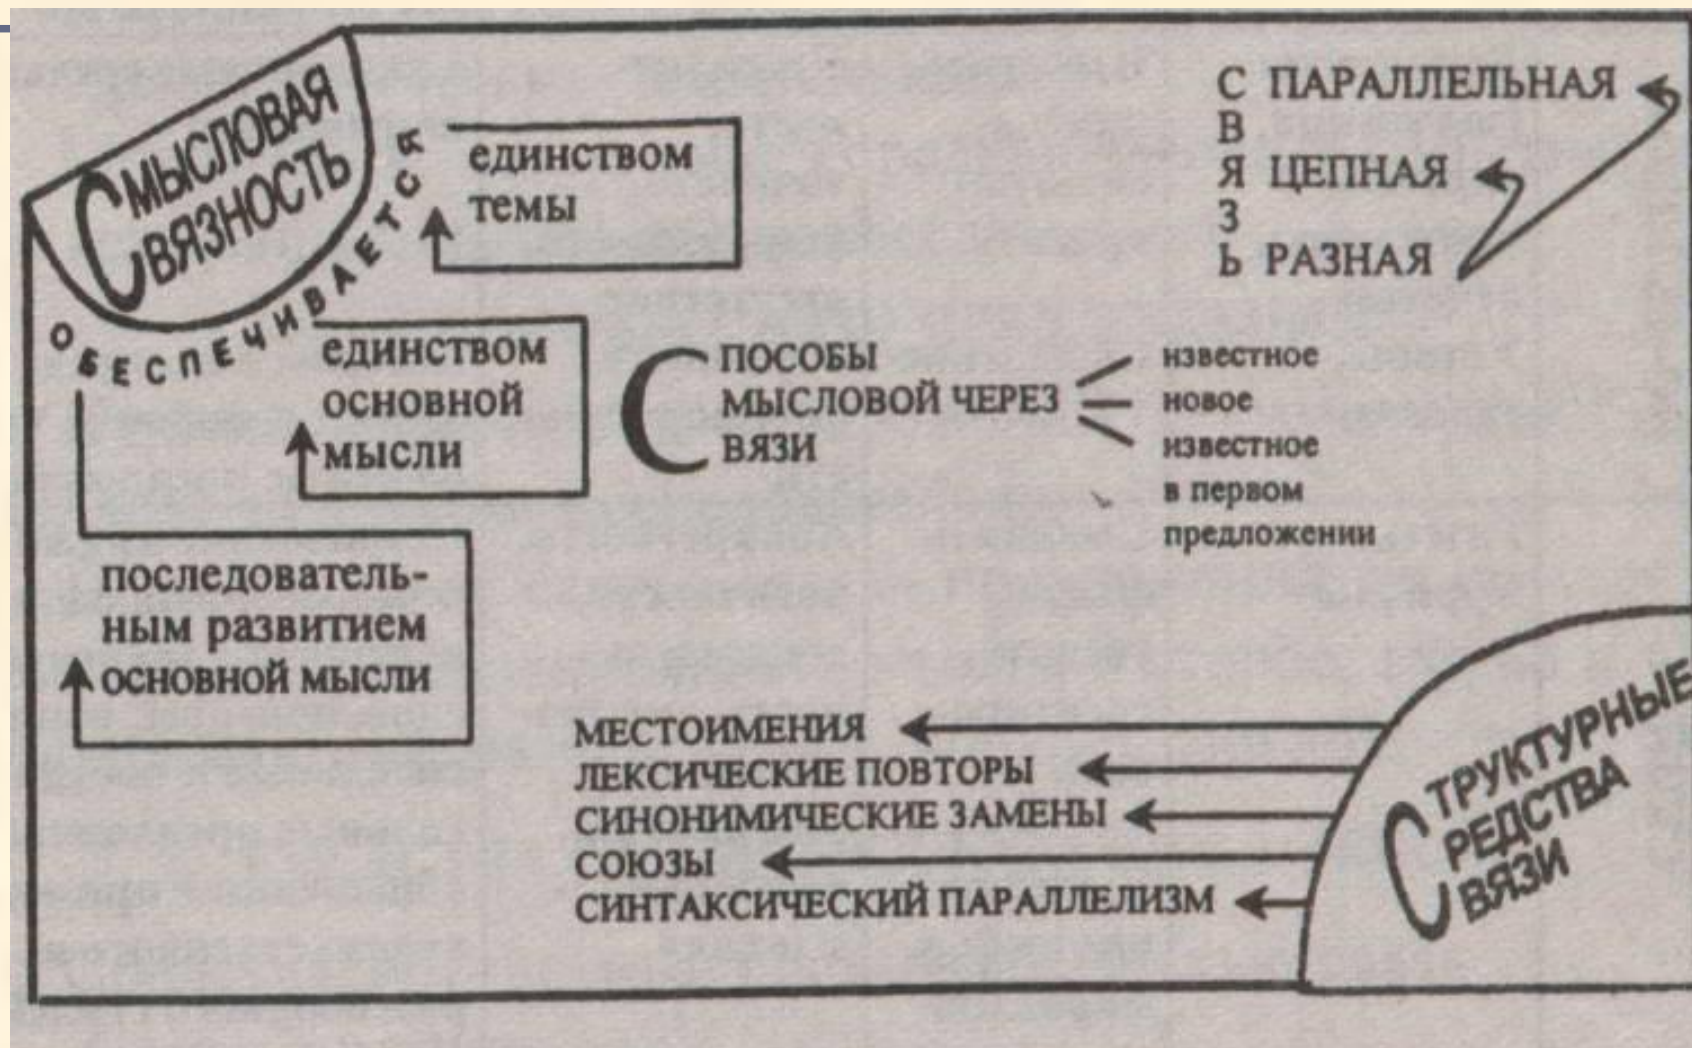 СМЫСЛОВАЯ
СВЯЗНОСТЬ
ОБЕСПЕЧИВАЕТСЯ
единством
темы
единством
основной
мысли
последователь-
ным развитием
основной мысли
СВЯЗЬ
ПАРАЛЛЕЛЬНАЯ
ЦЕПНАЯ
РАЗНАЯ
СПОСОБЫ
СМЫСЛОВОЙ ЧЕРЕЗ
СВЯЗИ
известное
новое
известное
в первом
предложении
МЕСТОИМЕНИЯ
ЛЕКСИЧЕСКИЕ ПОВТОРЫ
СИНОНИМИЧЕСКИЕ ЗАМЕНЫ
СОЮЗЫ
СИНТАКСИЧЕСКИЙ ПАРАЛЛЕЛИЗМ
СТРУКТУРНЫЕ
СРЕДСТВА
СВЯЗИ